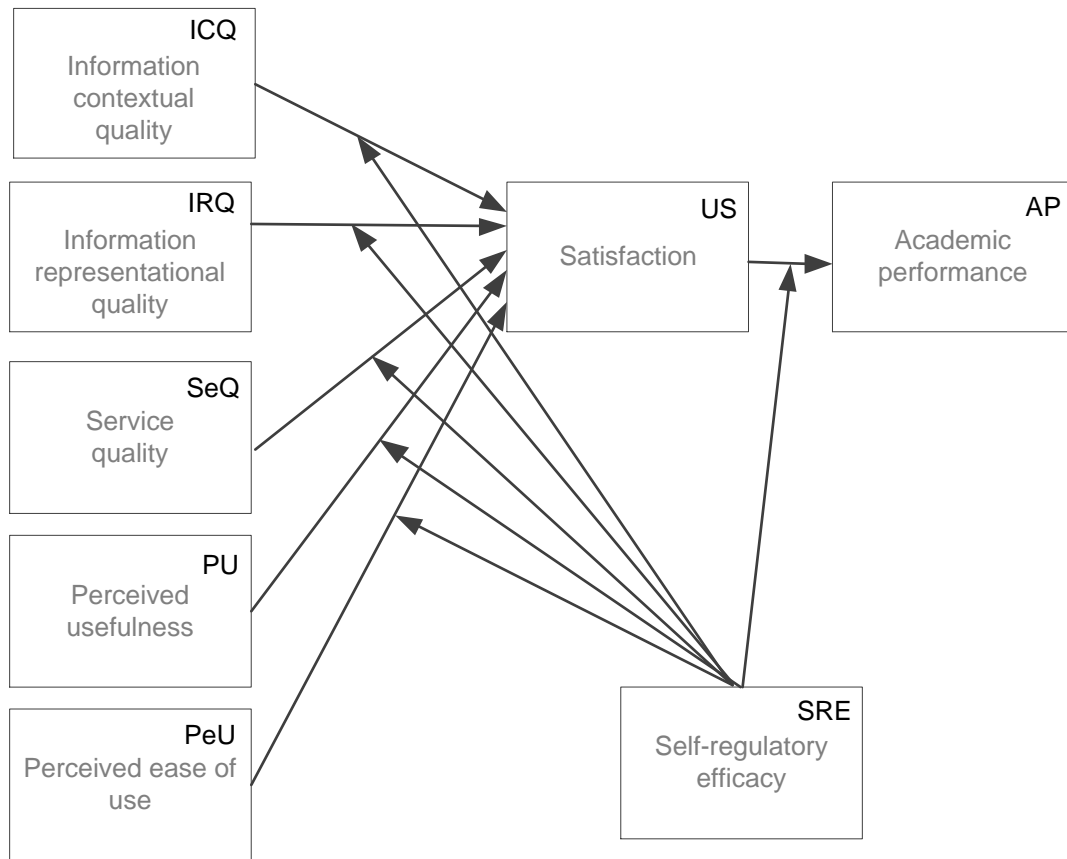 ICQ
Information
contextual
quality
IRQ
Information
representational
quality
SeQ
Service
quality
PU
Perceived
usefulness
PeU
Perceived ease of
use
US
Satisfaction
AP
Academic
performance
SRE
Self-regulatory
efficacy